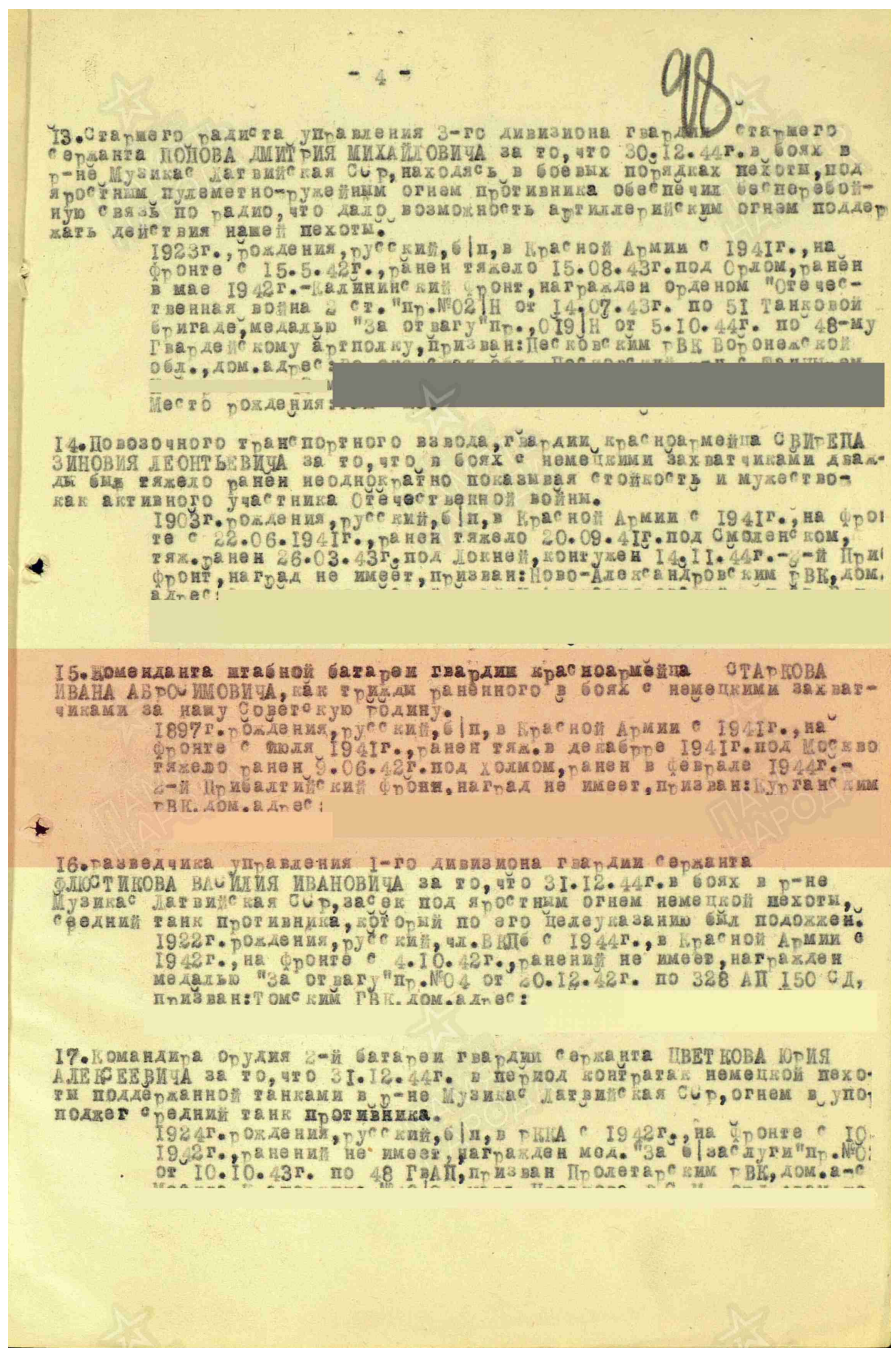 - 4 -
98
13.Старшего радиста управления 3-го дивизиона гвардии старшего
сержанта ПОПОВА ДМИТРИЯ МИХАЙЛОВИЧА за то,что 30.12.44г.в боях в
р-не Музикас Латвийская Сср,находясь в боевых порядках пехоты,под
яростным пулеметно-ружейным огнем противника обеспечил бесперебой-
ную связь по радио,что дало возможность артиллерийским огнем поддер
жать действия нашей пехоты.
1923г.,рождения,русский,б|п,в Красной Армии с 1941г.,на
фронте с 15.5.42г.,ранен тяжело 15.08.43г.под Орлом,ранен
в мае 1942г.-Калининский фронт,награжден орденом "Отечес-
твенная война 2 ст."пр.№02|Н от 14.07.43г. по 51 Танковой
бригаде,медалью "За отвагу"пр.,019|Н от 5.10.44г. по 48-му
Гвардейскому артполку,призван:Песковским РВК Воронежской
обл.,дом.адрес:
Место рождения:
14.Повозочного транспортного взвода,гвардии красноармейца СВИРЕПА
ЗИНОВИЯ ЛЕОНТЬЕВИЧА за то,что в боях с немецкими захватчиками дваж-
ды был тяжело ранен неоднократно показывая стойкость и мужество-
как активного участника Отечественной войны.
1903г.рождения,русский,б|п,в Красной Армии с 1941г.,на фрон
те с 22.06.1941г.,ранен тяжело 20.09.41г.под Смоленском,
тяж.ранен 26.03.43г.под Локней,контужен 14.11.44г.-2-й При
фронт,наград не имеет,призван:Ново-Александровским РВК,дом.
адрес:
15.Коменданта штабной батареи гвардии красноармейца СТАРКОВА
ИВАНА АБРОСИМОВИЧА,как трижды раненного в боях с немецкими захват-
чиками за нашу Советскую родину.
1897г.рождения,русский,б|п,в Красной Армии с 1941г.,на
фронте с Июля 1941г.,ранен тяж.в декабре 1941г.под Москво
тяжело ранен 9.06.42г.под Холмом,ранен в феврале 1944г.-
2-й Прибалтийский фронн,наград не имеет,призван:Курганским
РВК.дом.адрес:
16.Разведчика управления 1-го дивизиона гвардии сержанта
ФЛЮСТИКОВА ВАСИЛИЯ ИВАНОВИЧА за то,что 31.12.44г.в боях в р-не
Музикас Латвийская Сср,засек под яростным огнем немецкой пехоты,
средний танк противника,который по его целеуказанию был подожжен.
1922г.рождения,русский,чл.ВКПб с 1944г.,в Красной Армии с
1942г.,на фронте с 4.10.42г.,ранений не имеет,награжден
медалью "За отвагу"пр.№04 от 20.12.42г. по 328 АП 150 СД,
призван:Томским ГВК.дом.адрес:
17.Командира орудия 2-й батареи гвардии сержанта ЦВЕТКОВА ЮРИЯ
АЛЕКСЕЕВИЧА за то,что 31.12.44г. в период контратак немецкой пехо-
ты поддержанной танками в р-не Музикас Латвийская Сср,огнем в упор
поджег средний танк противника.
1924г.рождения,русский,б|п,в РККА с 1942г.,на фронте с 10
1942г.,ранений не имеет,награжден мед."За б|заслуги"пр.№0
от 10.10.43г. по 48 ГвАП,призван Пролетарским РВК,дом.а-с